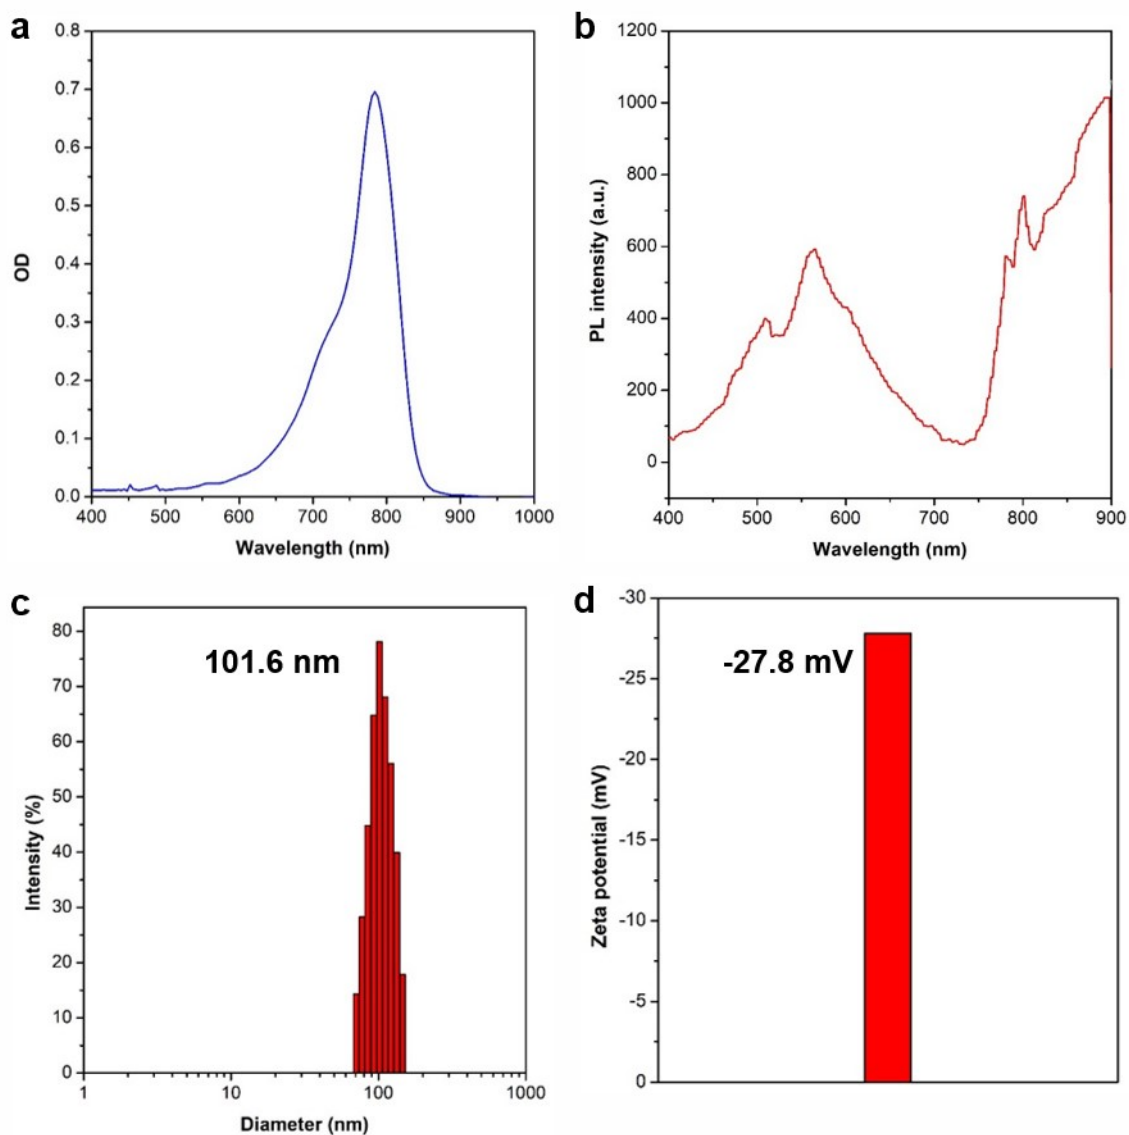 a
0.8
0.7
0.6
0.5
0.4
0.3
0.2
0.1
0.0
OD
400 500 600 700 800 900 1000
Wavelength (nm)
b
1200
1000
800
600
400
200
0
PL intensity (a.u.)
400 500 600 700 800 900
Wavelength (nm)
c
101.6 nm
80
70
60
50
40
30
20
10
0
Intensity (%)
1 10 100 1000
Diameter (nm)
d
-27.8 mV
-30
-25
-20
-15
-10
-5
0
Zeta potential (mV)